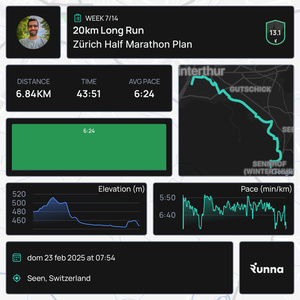 WEEK 7/14
20km Long Run
Zürich Half Marathon Plan
13.1
DISTANCE
6.84KM
TIME
43:51
AVG PACE
6:24
interthur
GUTSCHICK
SEEN
6:24
Elevation (m)
520
500
480
460
Pace (min/km)
5:50
6:40
dom 23 feb 2025 at 07:54
Seen, Switzerland
Runna